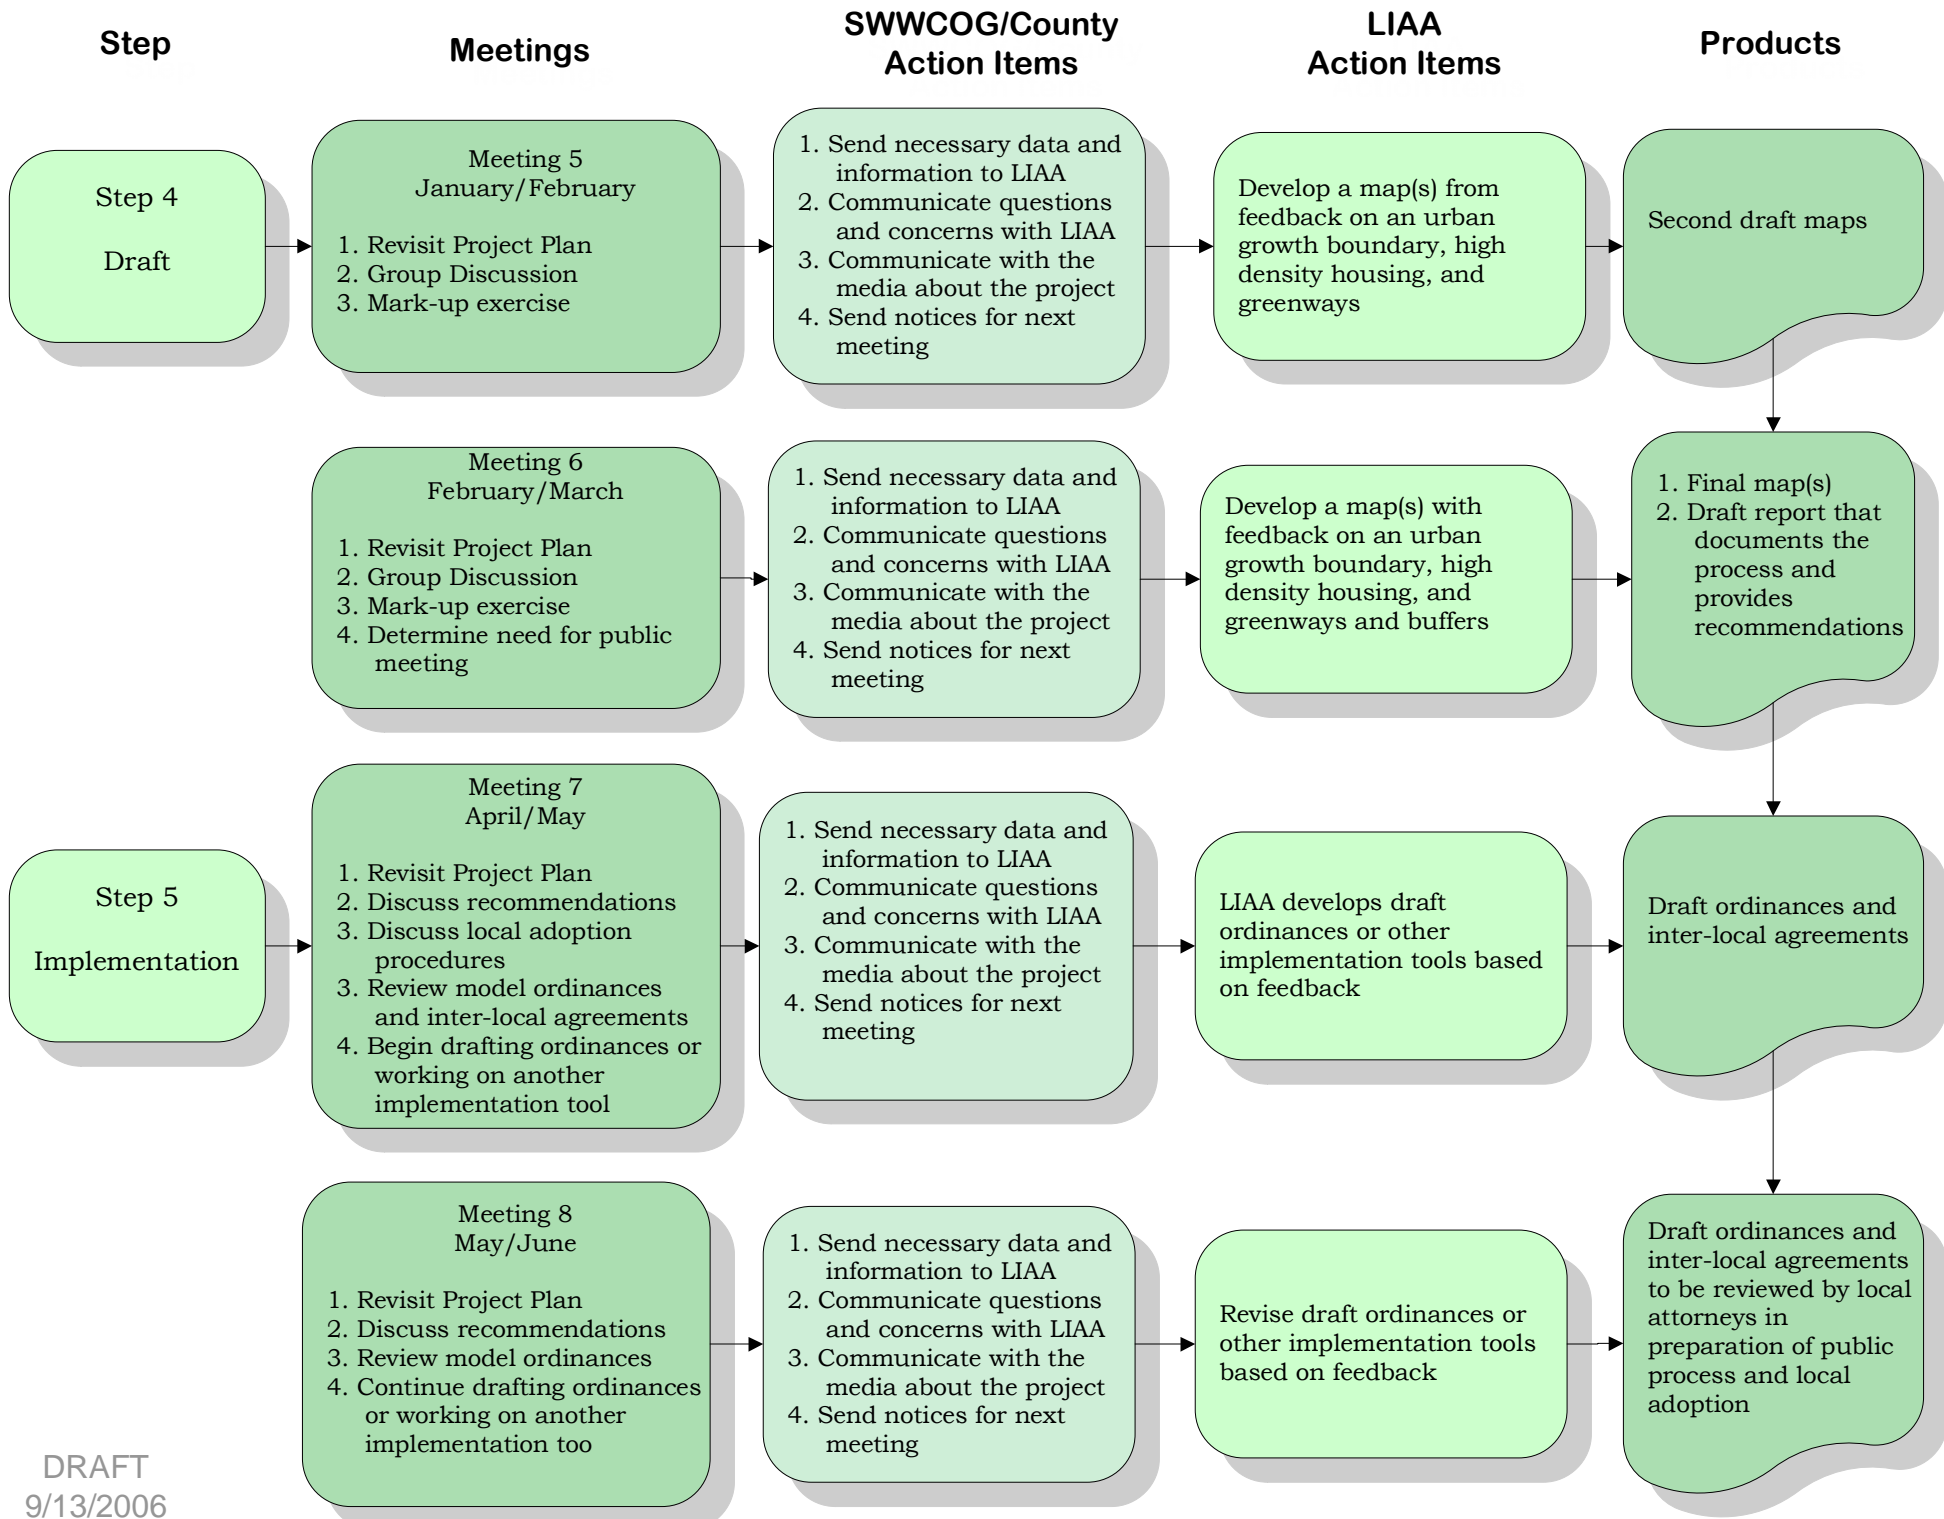 Step
Meetings
SWWCOG/County
Action Items
LIAA
Action Items
Products
Step 4
Draft
Meeting 5
January/February
1. Revisit Project Plan
2. Group Discussion
3. Mark-up exercise
1. Send necessary data and
information to LIAA
2. Communicate questions
and concerns with LIAA
3. Communicate with the
media about the project
4. Send notices for next
meeting
Develop a map(s) from
feedback on an urban
growth boundary, high
density housing, and
greenways
Second draft maps
Meeting 6
February/March
1. Revisit Project Plan
2. Group Discussion
3. Mark-up exercise
4. Determine need for public
meeting
1. Send necessary data and
information to LIAA
2. Communicate questions
and concerns with LIAA
3. Communicate with the
media about the project
4. Send notices for next
meeting
Develop a map(s) with
feedback on an urban
growth boundary, high
density housing, and
greenways and buffers
1. Final map(s)
2. Draft report that
documents the
process and
provides
recommendations
Step 5
Implementation
Meeting 7
April/May
1. Revisit Project Plan
2. Discuss recommendations
3. Discuss local adoption
procedures
3. Review model ordinances
and inter-local agreements
4. Begin drafting ordinances or
working on another
implementation tool
1. Send necessary data and
information to LIAA
2. Communicate questions
and concerns with LIAA
3. Communicate with the
media about the project
4. Send notices for next
meeting
LIAA develops draft
ordinances or other
implementation tools based
on feedback
Draft ordinances and
inter-local agreements
Meeting 8
May/June
1. Revisit Project Plan
2. Discuss recommendations
3. Review model ordinances
4. Continue drafting ordinances
or working on another
implementation too
1. Send necessary data and
information to LIAA
2. Communicate questions
and concerns with LIAA
3. Communicate with the
media about the project
4. Send notices for next
meeting
Revise draft ordinances or
other implementation tools
based on feedback
Draft ordinances and
inter-local agreements
to be reviewed by local
attorneys in
preparation of public
process and local
adoption
DRAFT
9/13/2006